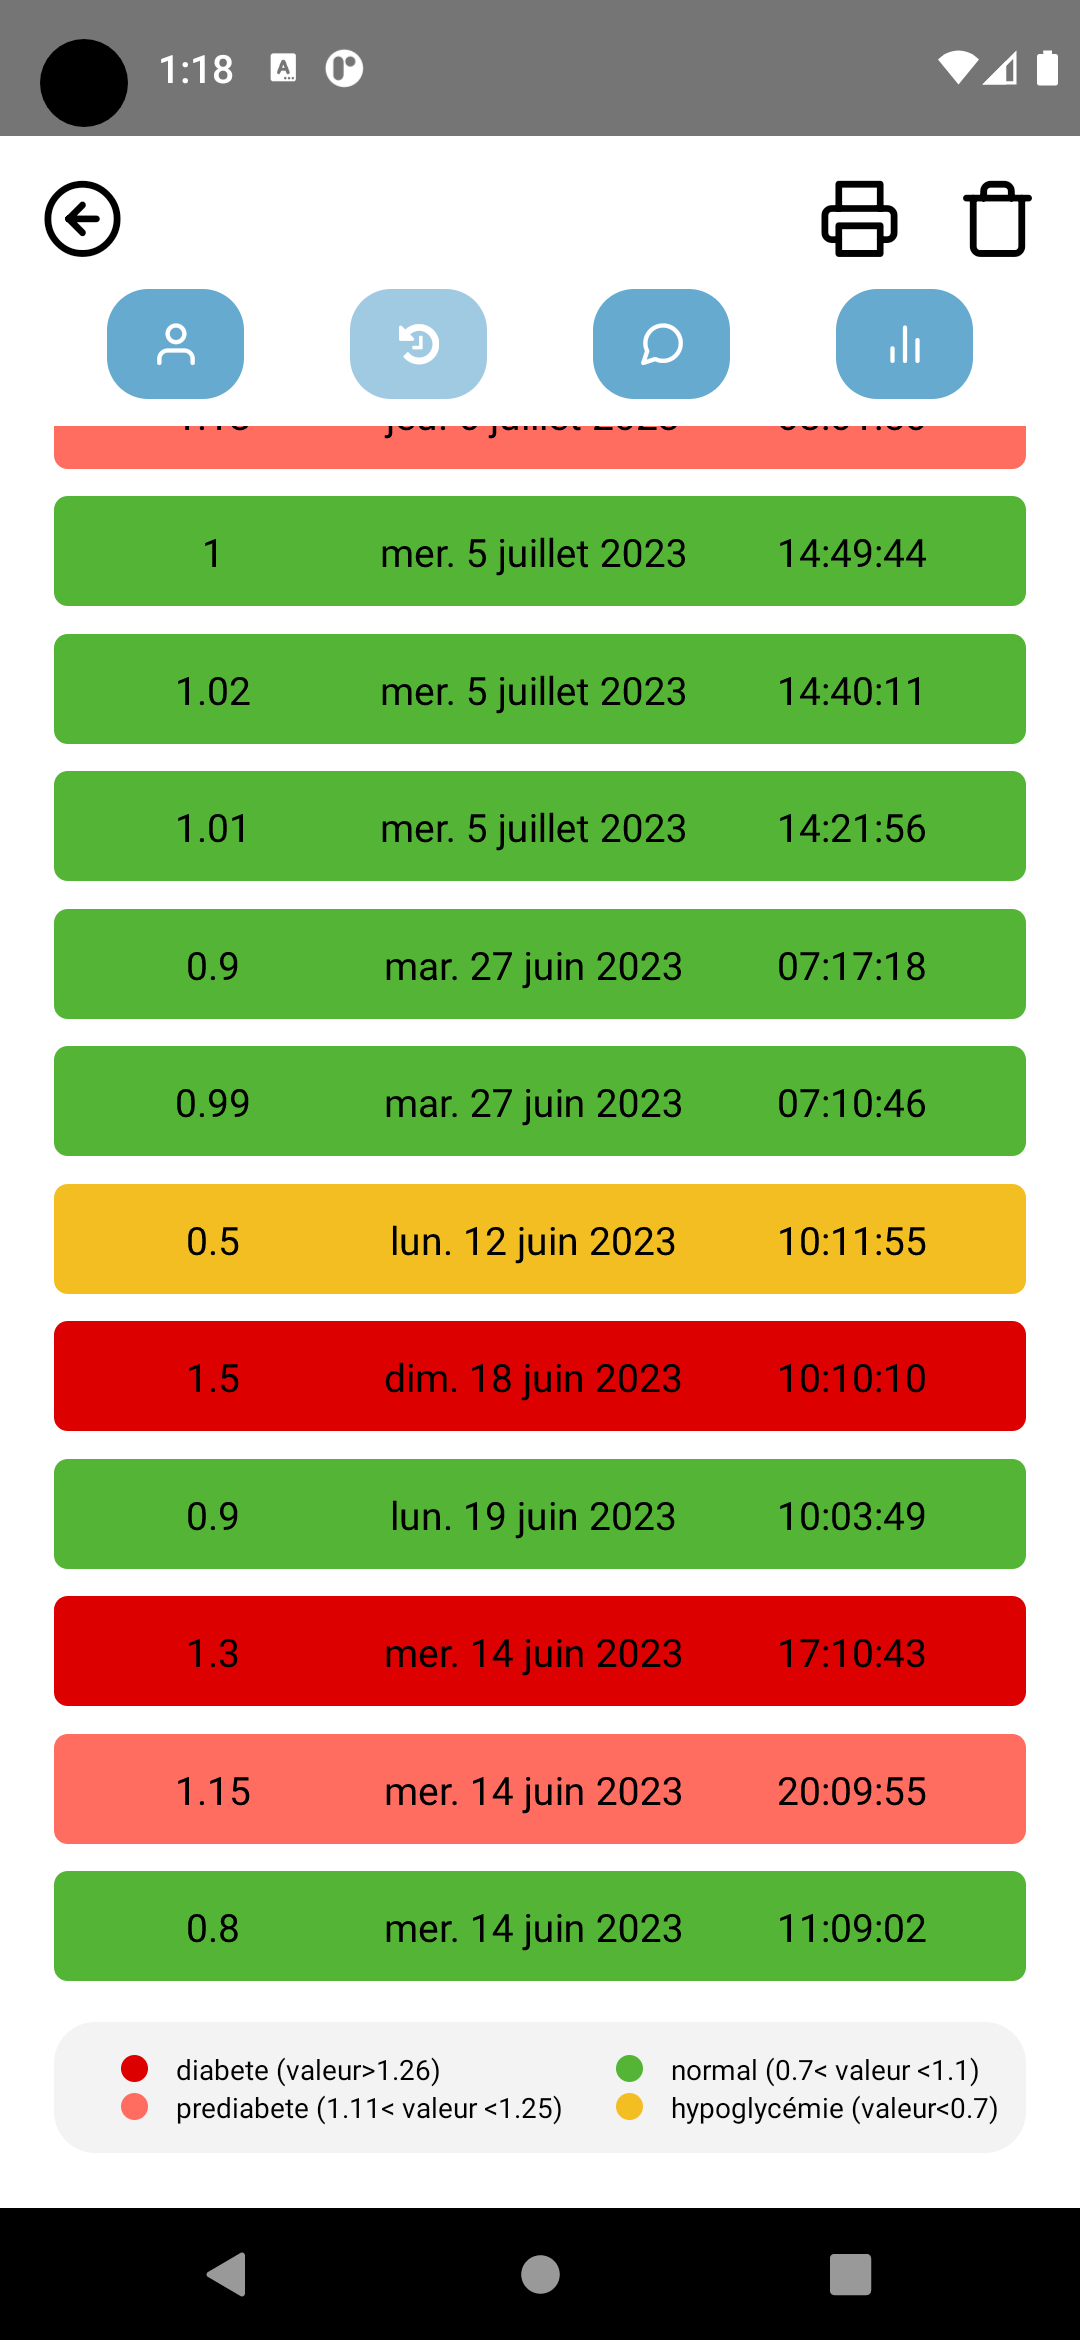 1:18
1 mer. 5 juillet 2023 14:49:44
1.02 mer. 5 juillet 2023 14:40:11
1.01 mer. 5 juillet 2023 14:21:56
0.9 mar. 27 juin 2023 07:17:18
0.99 mar. 27 juin 2023 07:10:46
0.5 lun. 12 juin 2023 10:11:55
1.5 dim. 18 juin 2023 10:10:10
0.9 lun. 19 juin 2023 10:03:49
1.3 mer. 14 juin 2023 17:10:43
1.15 mer. 14 juin 2023 20:09:55
0.8 mer. 14 juin 2023 11:09:02
diabete (valeur>1.26) normal (0.7< valeur <1.1)
prediabete (1.11< valeur <1.25) hypoglycémie (valeur<0.7)